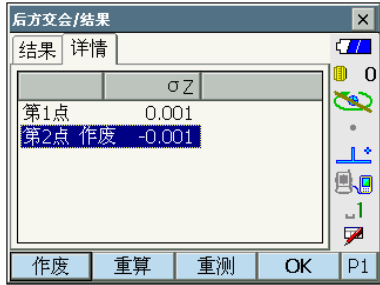 后方交会/结果
结果 详情
σZ
0
第1点 0.001
第2点 作废 -0.001
1
作废 重算 重测 OK P1